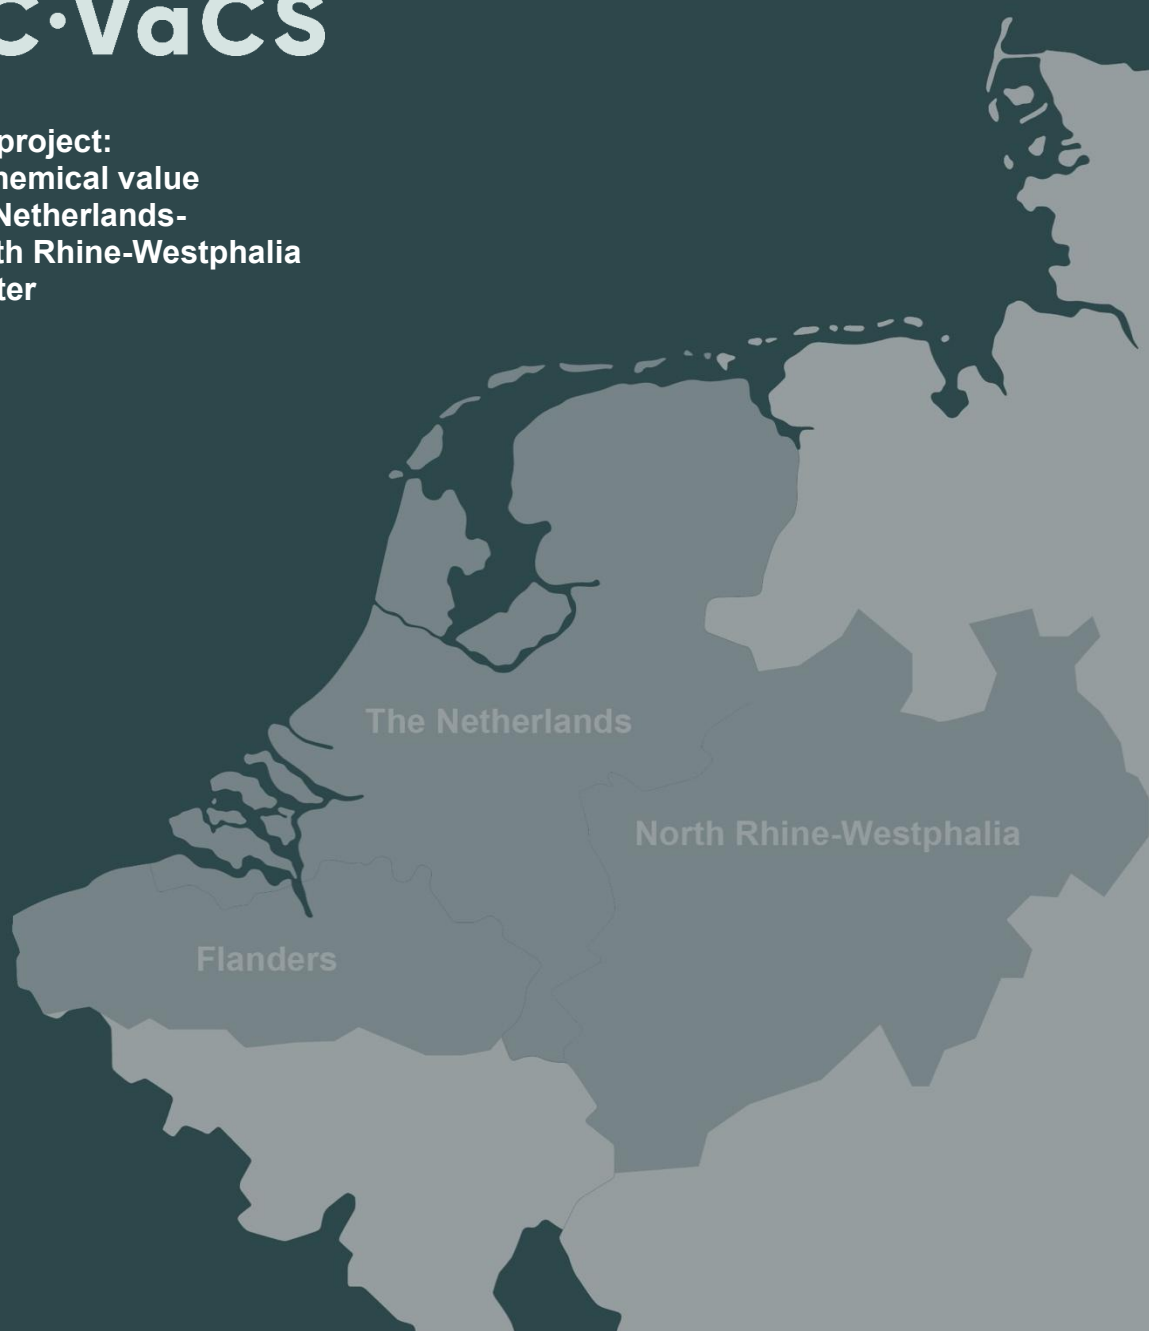 C·VaCS
project:
hemical value
Netherlands-
th Rhine-Westphalia
ter
The Netherlands
North Rhine-Westphalia
Flanders